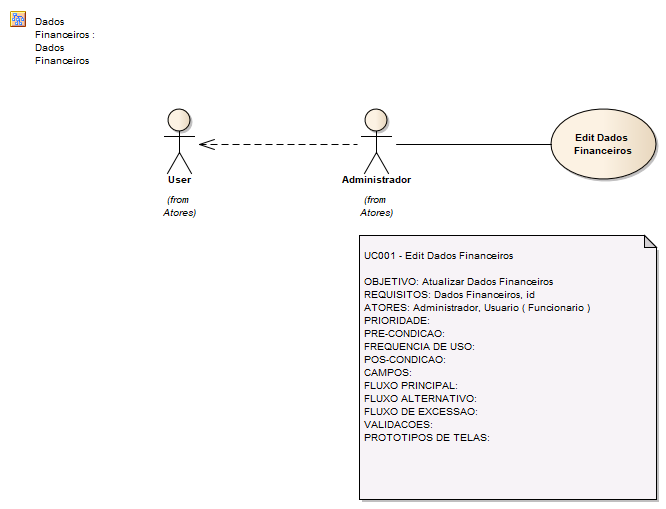 Dados
Financeiros :
Dados
Financeiros
Edit Dados
Financeiros
User
Administrador
(from
Atores)
(from
Atores)
UC001 - Edit Dados Financeiros
OBJETIVO: Atualizar Dados Financeiros
REQUISITOS: Dados Financeiros, id
ATORES: Administrador, Usuario ( Funcionario )
PRIORIDADE:
PRE-CONDICAO:
FREQUENCIA DE USO:
POS-CONDICAO:
CAMPOS:
FLUXO PRINCIPAL:
FLUXO ALTERNATIVO:
FLUXO DE EXCESSAO:
VALIDACOES:
PROTOTIPOS DE TELAS: